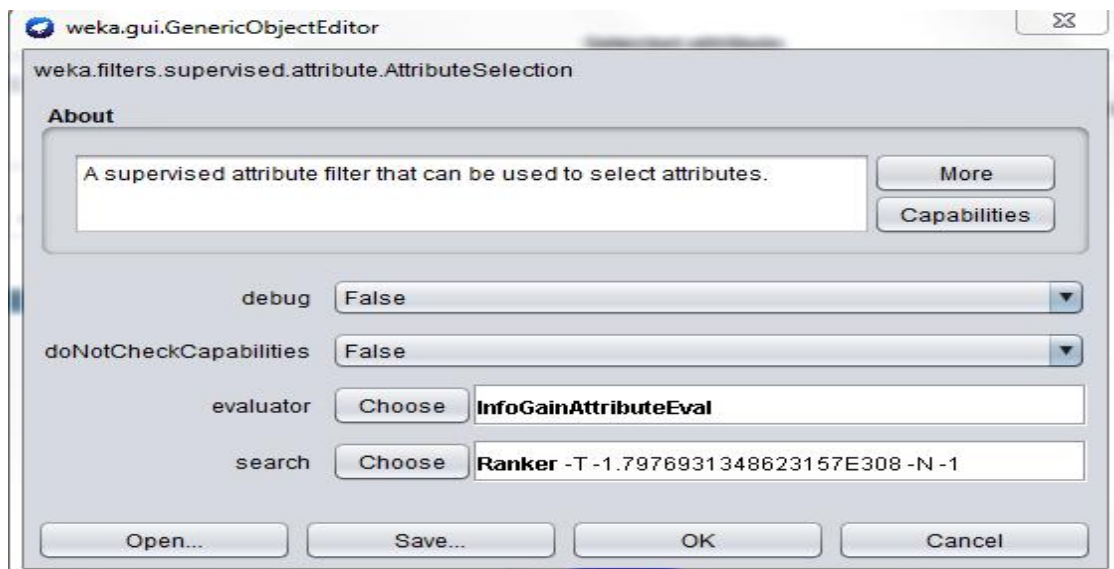 weka.gui.GenericObjectEditor
weka.filters.supervised.attribute.AttributeSelection
About
A supervised attribute filter that can be used to select attributes.
More
Capabilities
debug False
doNotCheckCapabilities False
evaluator Choose InfoGainAttributeEval
search Choose Ranker -T -1.7976931348623157E308 -N -1
Open... Save... OK Cancel